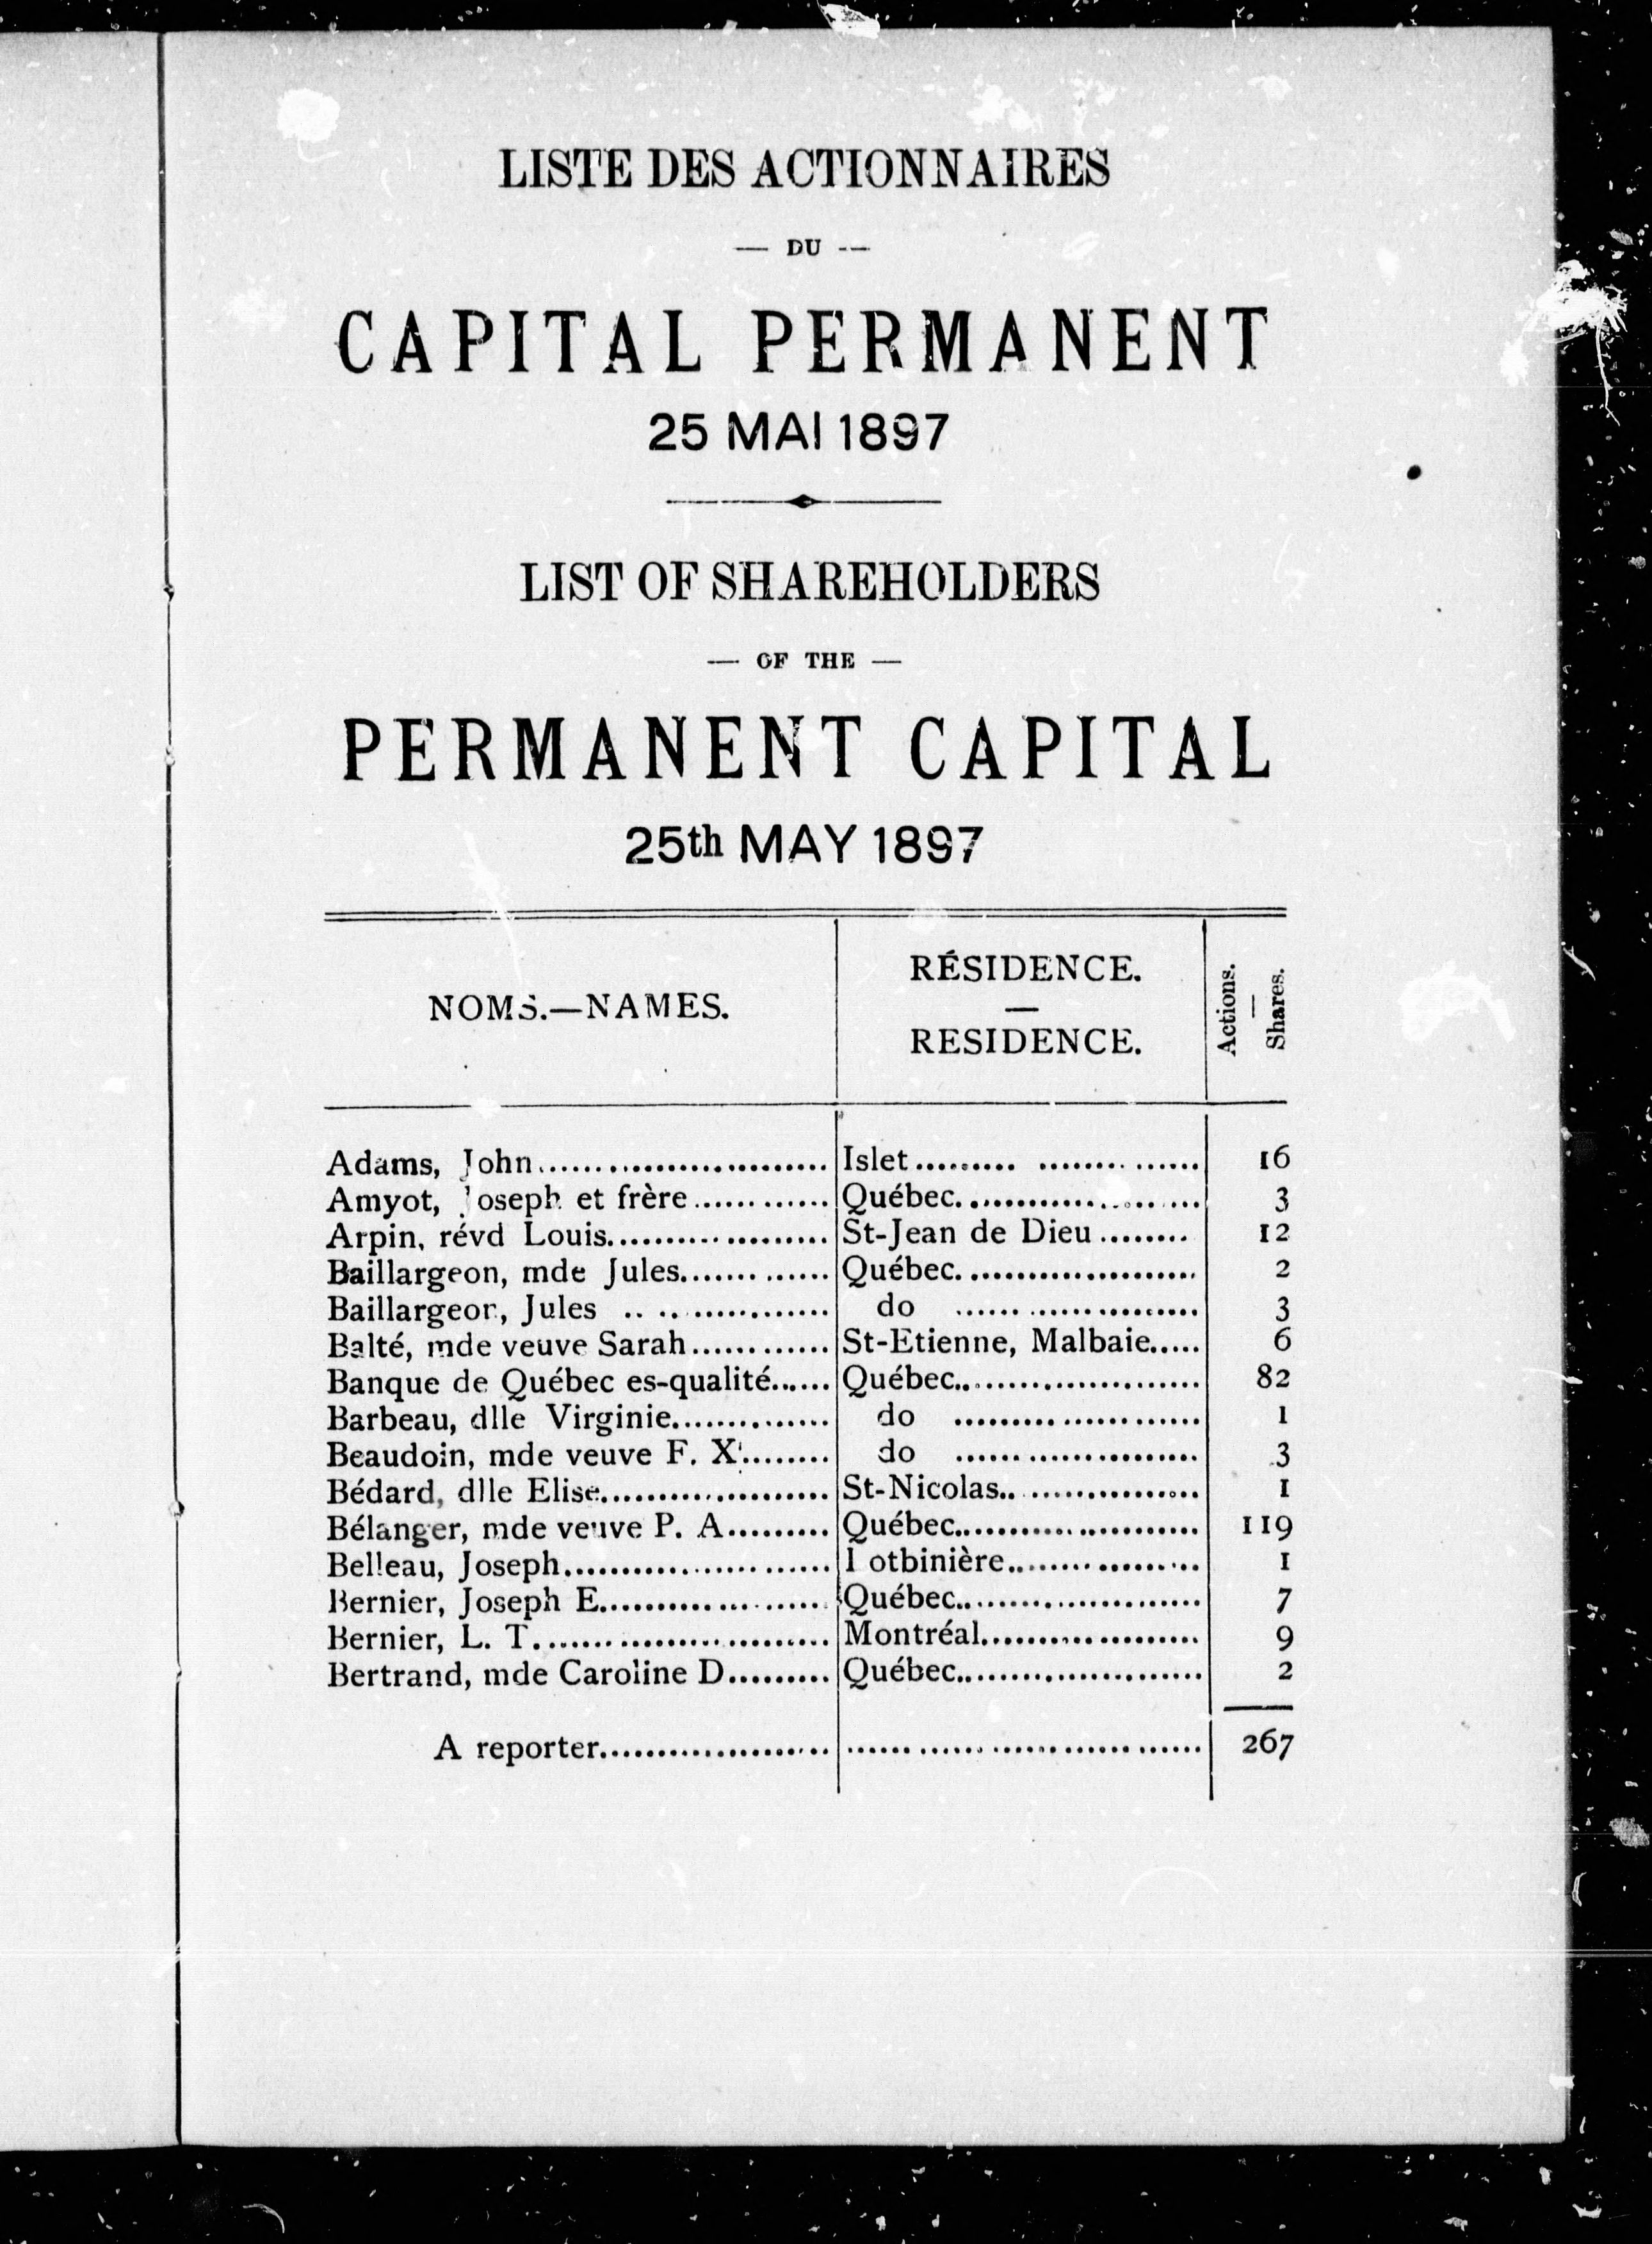 LISTE DES ACTIONNAIRES
— DU —
CAPITAL PERMANENT
25 MAI 1897
LIST OF SHAREHOLDERS
— OF THE —
PERMANENT CAPITAL
25th MAY 1897
NOMS.—NAMES. RÉSIDENCE. — RESIDENCE. Actions. — Shares.
Adams, John.............................. Islet.......... ............... 16
Amyot, Joseph et frère............ Québec......................... 3
Arpin, révd Louis.................... St-Jean de Dieu ........ 12
Baillargeon, mde Jules............. Québec....................... 2
Baillargeon, Jules .. ............... do ......................... 3
Balté, mde veuve Sarah............ St-Etienne, Malbaie..... 6
Banque de Québec es-qualité...... Québec....................... 82
Barbeau, dlle Virginie.............. do ......................... 1
Beaudoin, mde veuve F. X........ do ......................... 3
Bédard, dlle Elise.................... St-Nicolas.................. 1
Bélanger, mde veuve P. A......... Québec....................... 119
Belleau, Joseph....................... Lotbinière.................. 1
Bernier, Joseph E.................... Québec....................... 7
Bernier, L. T.......................... Montréal.................... 9
Bertrand, mde Caroline D......... Québec....................... 2
A reporter..................... .............................. 267